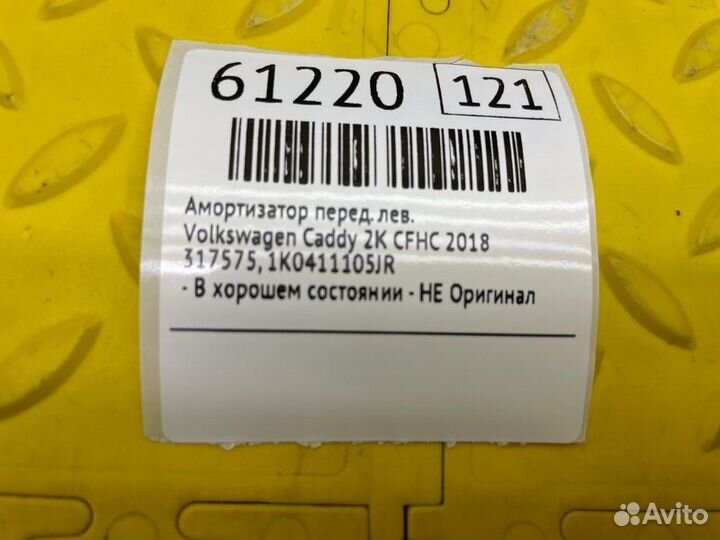 61220 121
Амортизатор перед. лев.
Volkswagen Caddy 2K CFHC 2018
317575, 1K0411105JR
- В хорошем состоянии - НЕ Оригинал
Avito